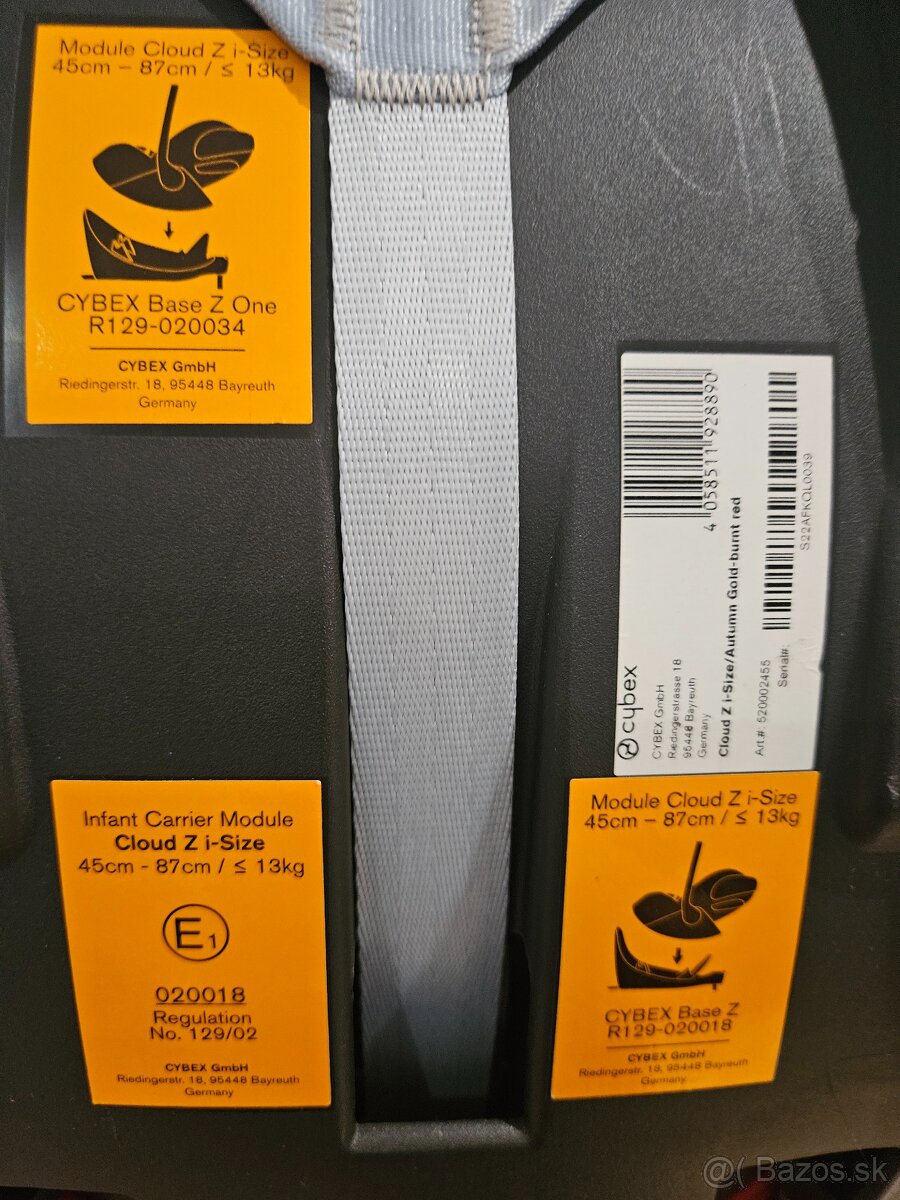 Module Cloud Z i-Size
45cm – 87cm / ≤ 13kg
CYBEX Base Z One
R129-020034
CYBEX GmbH
Riedingerstr. 18, 95448 Bayreuth
Germany
4 058511 928890
S22AFKQL0039
cybex
CYBEX GmbH
Riedingerstrasse 18
95448 Bayreuth
Germany
Cloud Z i-Size/Autumn Gold-burnt red
Art.#: 520002455
Serial#:
Infant Carrier Module
Cloud Z i-Size
45cm - 87cm / ≤ 13kg
E1
020018
Regulation
No. 129/02
CYBEX GmbH
Riedingerstr. 18, 95448 Bayreuth
Germany
Module Cloud Z i-Size
45cm – 87cm / ≤ 13kg
CYBEX Base Z
R129-020018
CYBEX GmbH
Riedingerstr. 18, 95448 Bayreuth
Germany
@( Bazos.sk